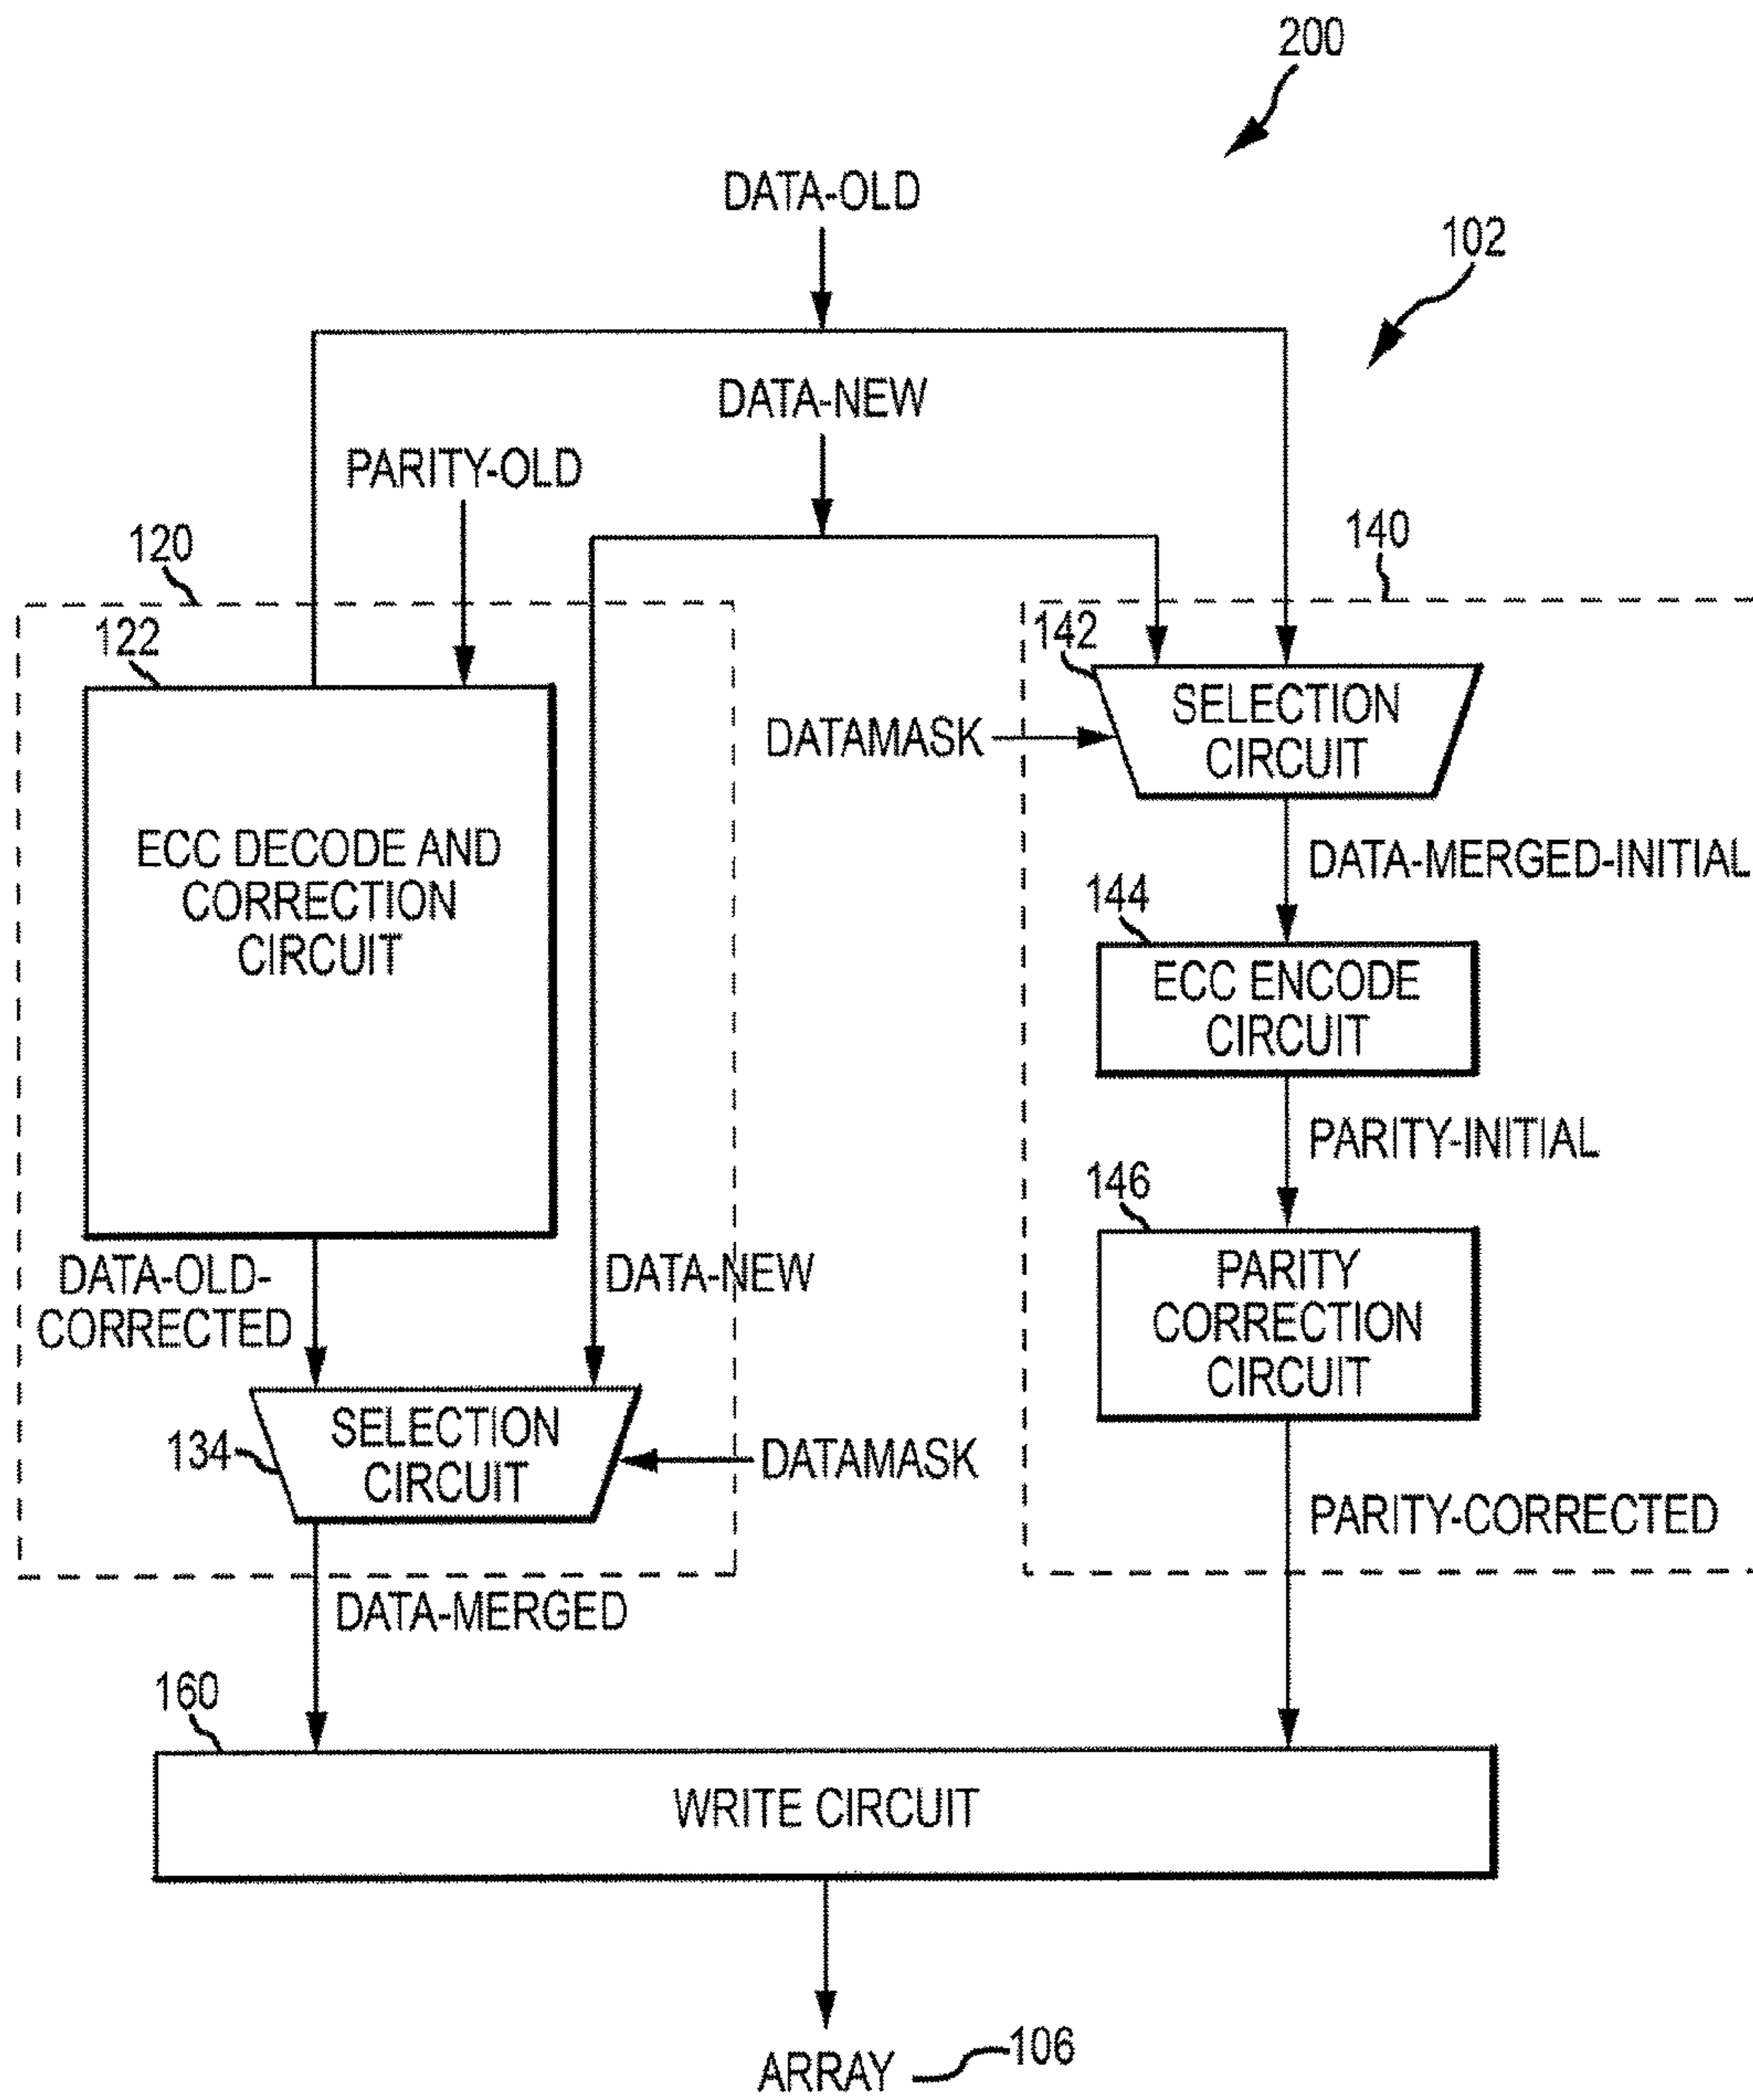 200
DATA-OLD
102
DATA-NEW
PARITY-OLD
120
140
122
142
SELECTION
CIRCUIT
DATAMASK
ECC DECODE AND
CORRECTION
CIRCUIT
DATA-MERGED-INITIAL
144
ECC ENCODE
CIRCUIT
PARITY-INITIAL
146
PARITY
CORRECTION
CIRCUIT
DATA-OLD-
CORRECTED
DATA-NEW
SELECTION
CIRCUIT
134
DATAMASK
PARITY-CORRECTED
DATA-MERGED
160
WRITE CIRCUIT
ARRAY
106